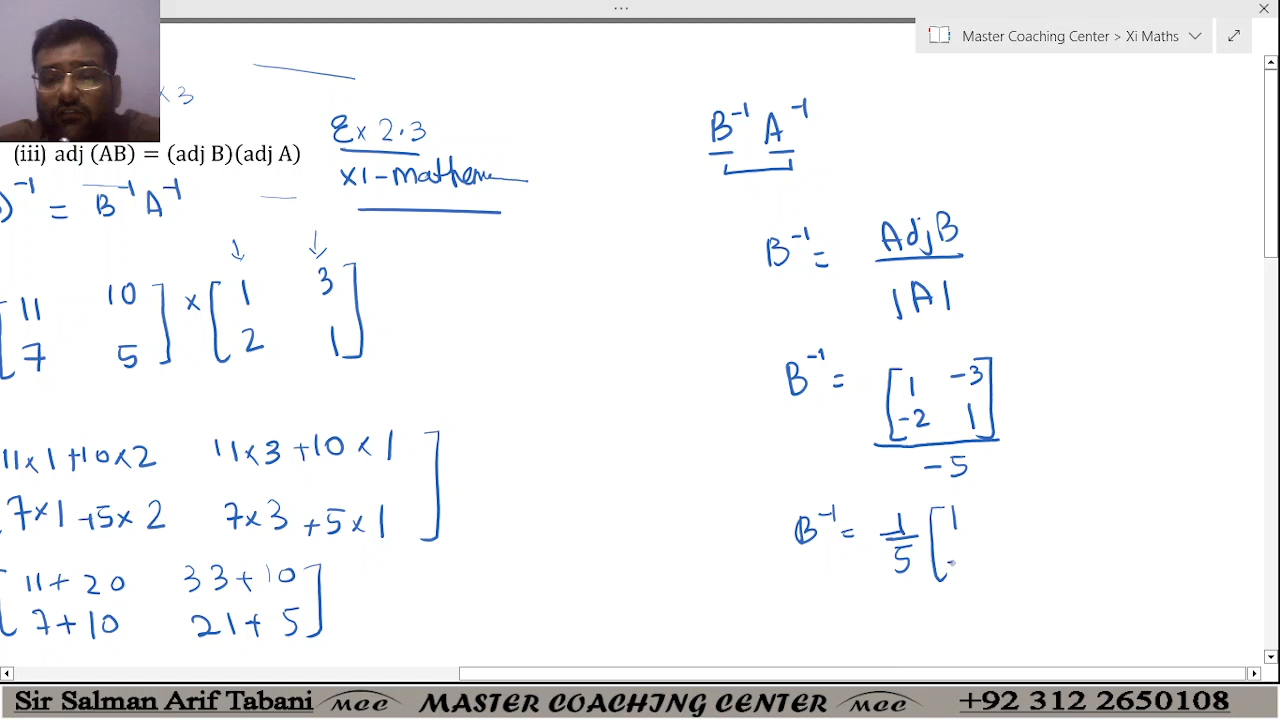 Master Coaching Center > Xi Maths
x 3
Ex 2.3
(iii) adj (AB) = (adj B)(adj A)
XI - mathem
)⁻¹ = B⁻¹ A⁻¹
[11 10] × [1 3]
[7 5] [2 1]
11×1+10×2 11×3+10×1]
7×1+5×2 7×3+5×1]
[11+20 33+10]
[7+10 21+5]
B⁻¹ A⁻¹
B⁻¹ = AdjB
|A|
B⁻¹ = [1 -3]
[-2 1]
-5
B⁻¹ = 1/5 [1
Sir Salman Arif Tabani mcc MASTER COACHING CENTER mcc +92 312 2650108